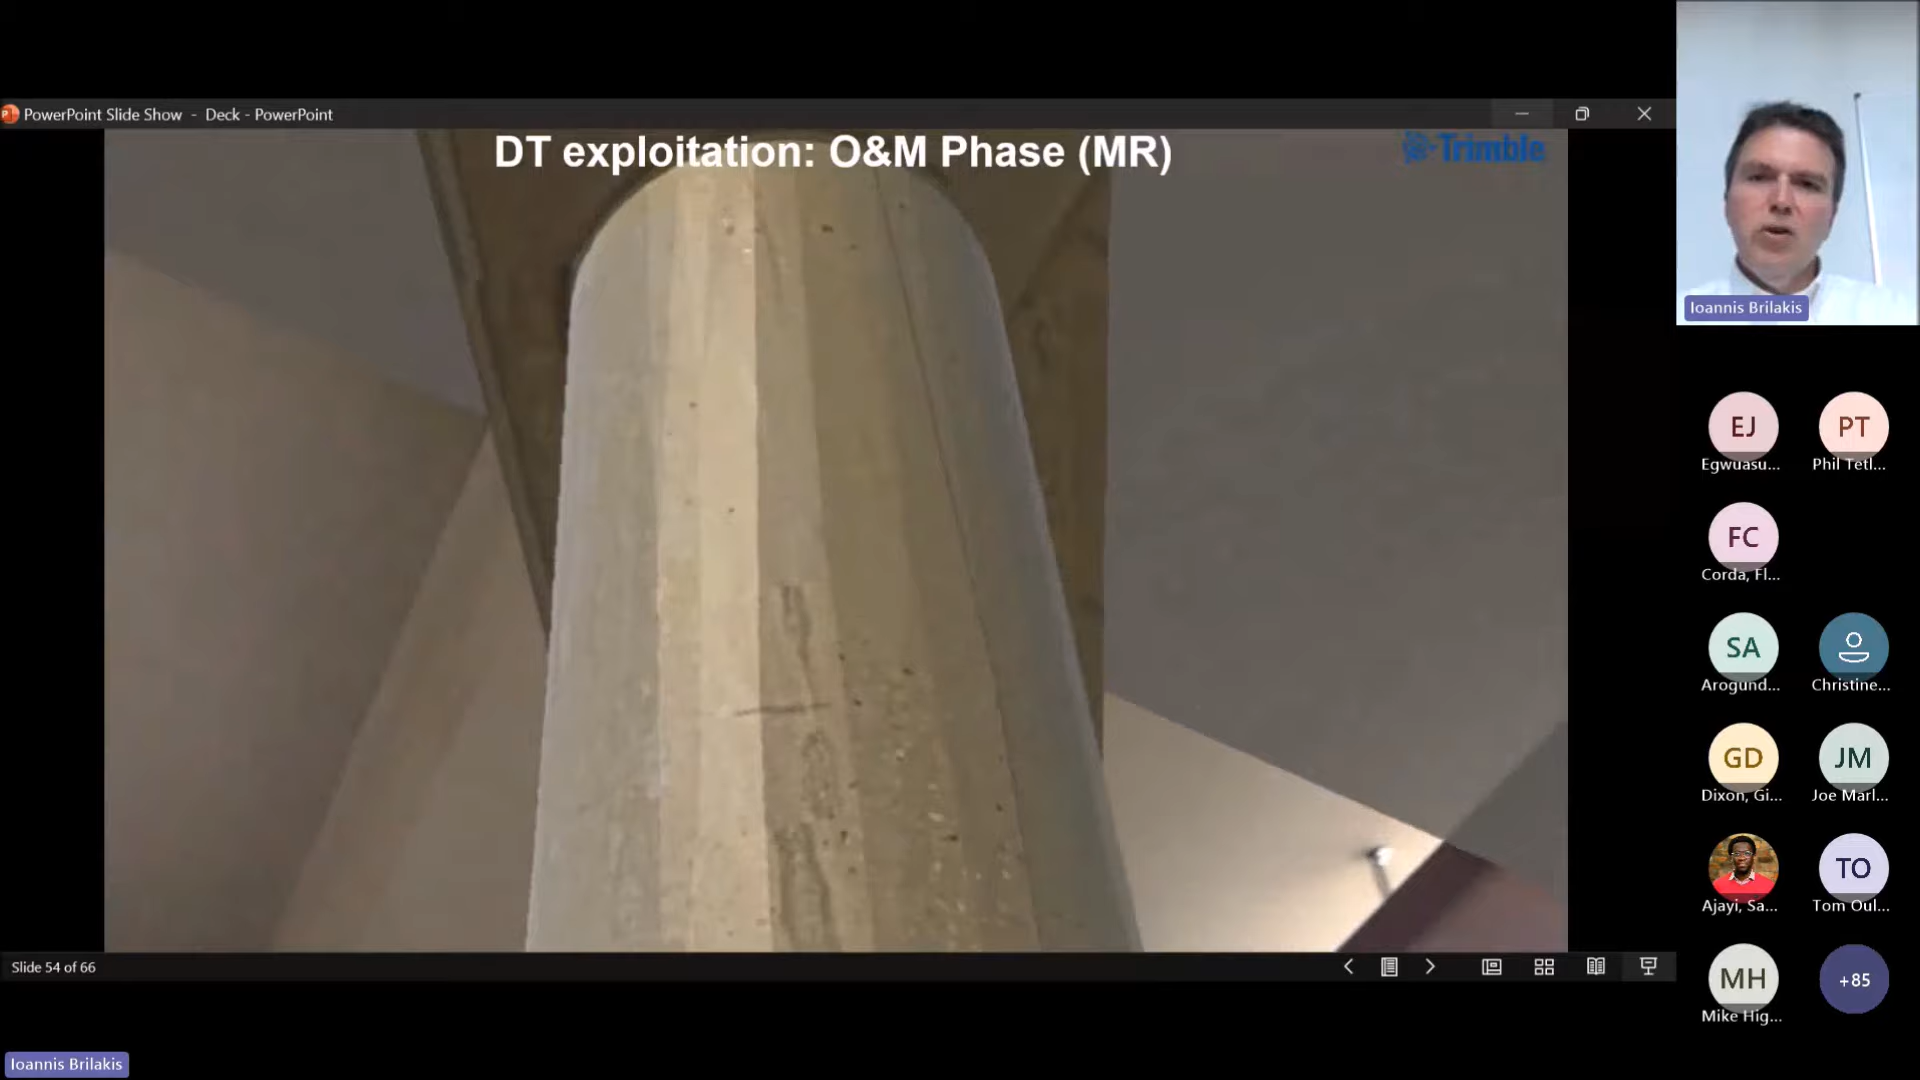 PowerPoint Slide Show - Deck - PowerPoint
DT exploitation: O&M Phase (MR)
Trimble
Ioannis Brilakis
EJ
Egwuasu...
PT
Phil Tetl...
FC
Corda, Fl...
SA
Arogund...
Christine...
GD
Dixon, Gi...
JM
Joe Marl...
Ajayi, Sa...
TO
Tom Oul...
MH
Mike Hig...
+85
Slide 54 of 66
Ioannis Brilakis